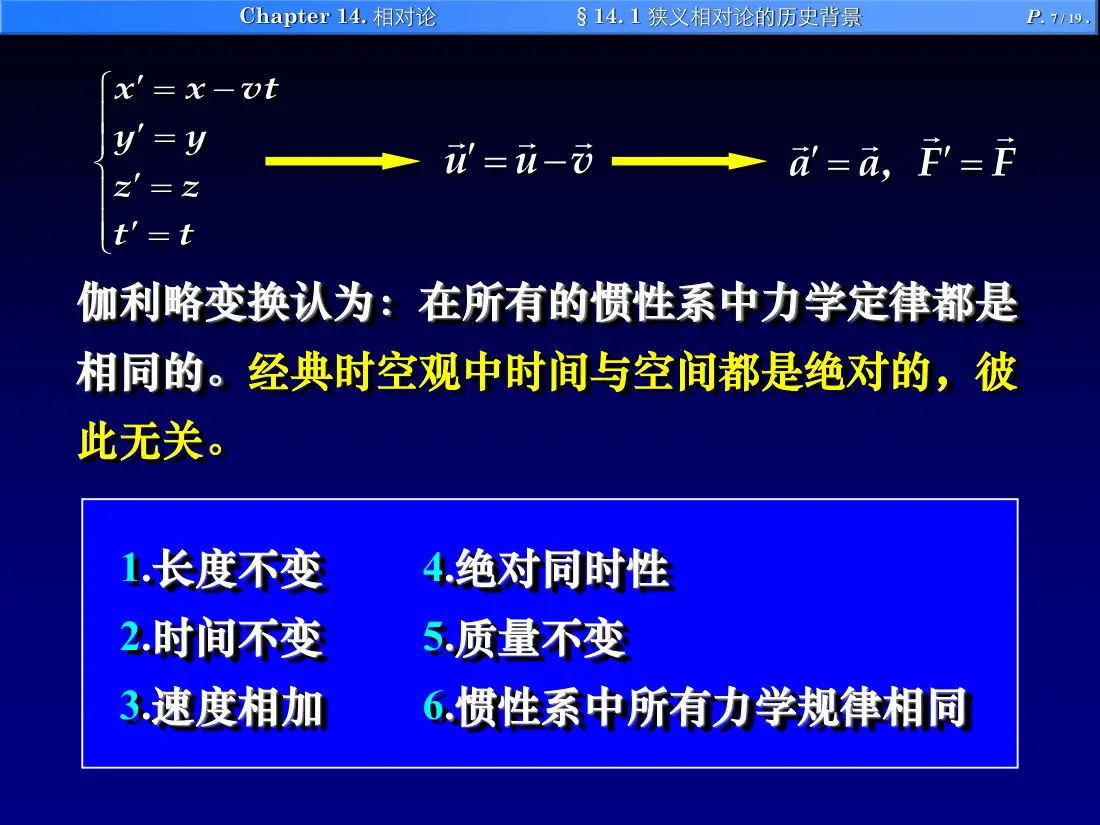 Chapter 14. 相对论 §14.1 狭义相对论的历史背景 P. 7 / 19 .
x′ = x − vt
y′ = y
z′ = z
t′ = t
u⃗′ = u⃗ − v⃗
a⃗′ = a⃗, F⃗′ = F⃗
伽利略变换认为：在所有的惯性系中力学定律都是
相同的。经典时空观中时间与空间都是绝对的，彼
此无关。
1.长度不变
2.时间不变
3.速度相加
4.绝对同时性
5.质量不变
6.惯性系中所有力学规律相同